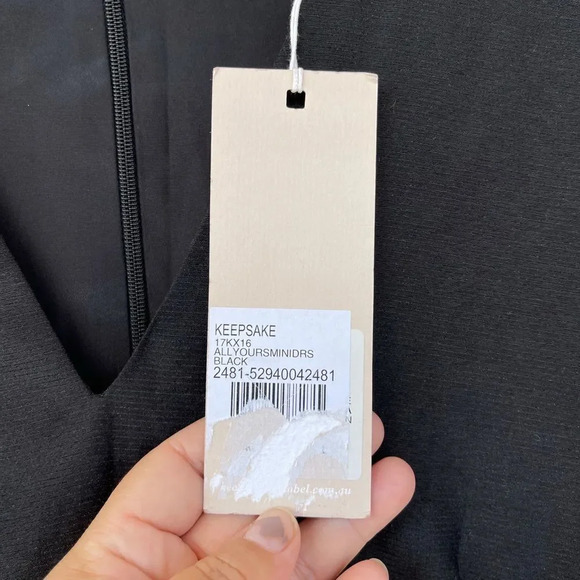 KEEPSAKE
17KX16
ALLYOURSMINIDRS
BLACK
2481-52940042481